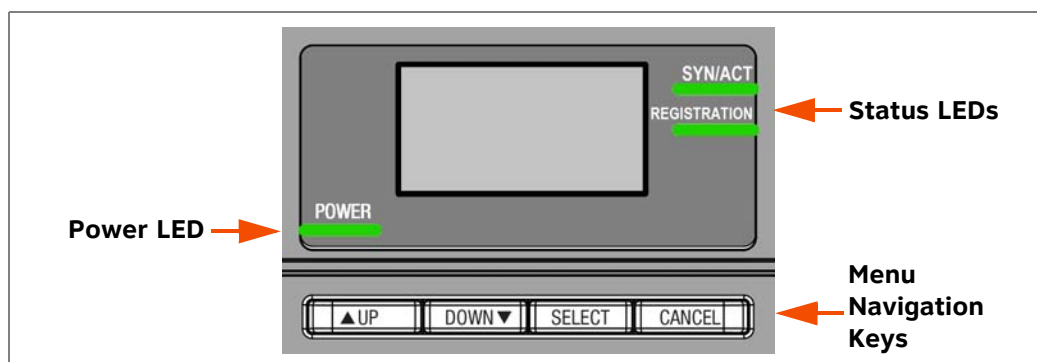 SYN/ACT
REGISTRATION
Status LEDs
POWER
Power LED
▲UP
DOWN▼
SELECT
CANCEL
Menu
Navigation
Keys